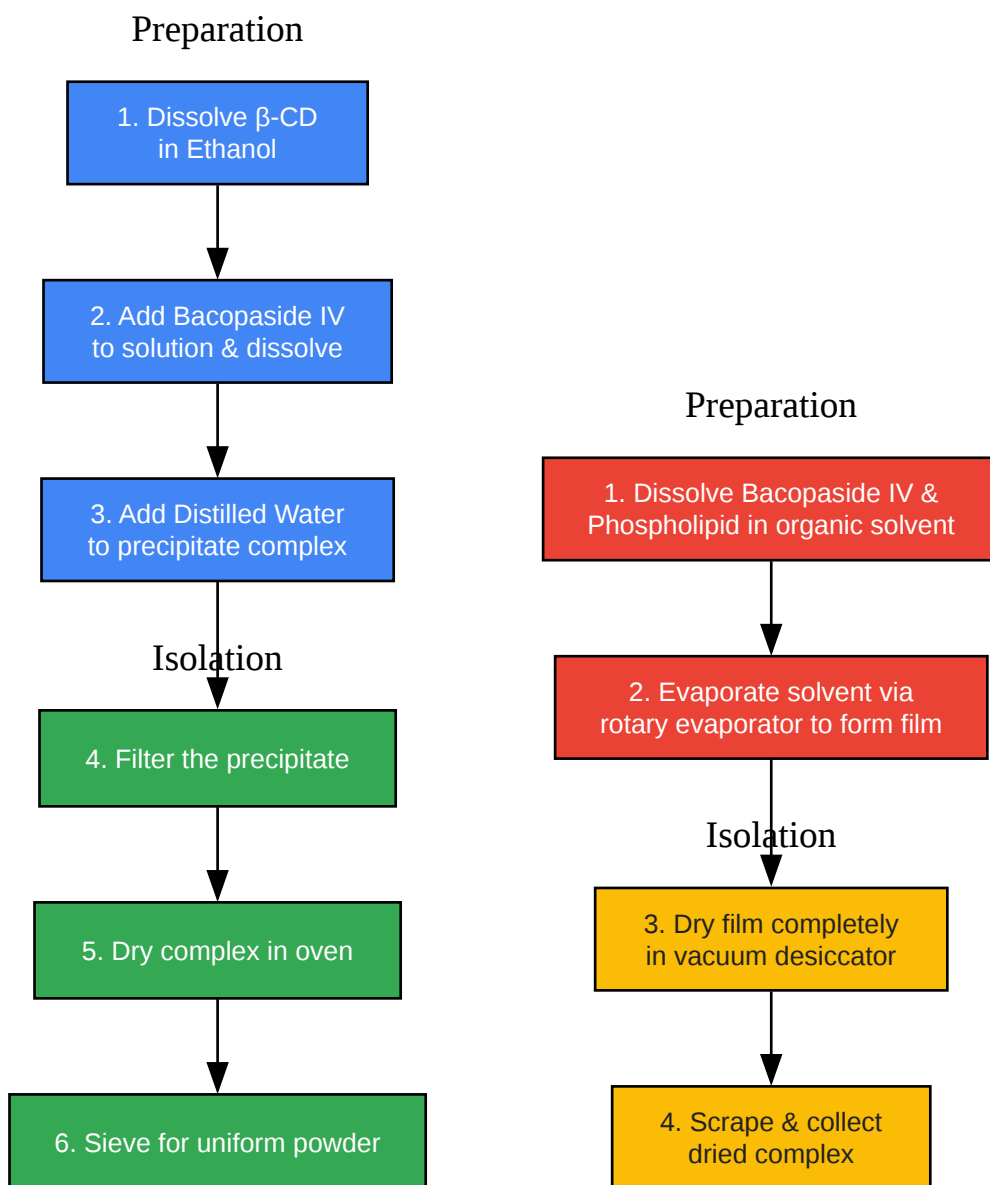 Preparation
1. Dissolve β-CD
in Ethanol
2. Add Bacopaside IV
to solution & dissolve
3. Add Distilled Water
to precipitate complex
Isolation
4. Filter the precipitate
5. Dry complex in oven
6. Sieve for uniform powder
Preparation
1. Dissolve Bacopaside IV &
Phospholipid in organic solvent
2. Evaporate solvent via
rotary evaporator to form film
Isolation
3. Dry film completely
in vacuum desiccator
4. Scrape & collect
dried complex